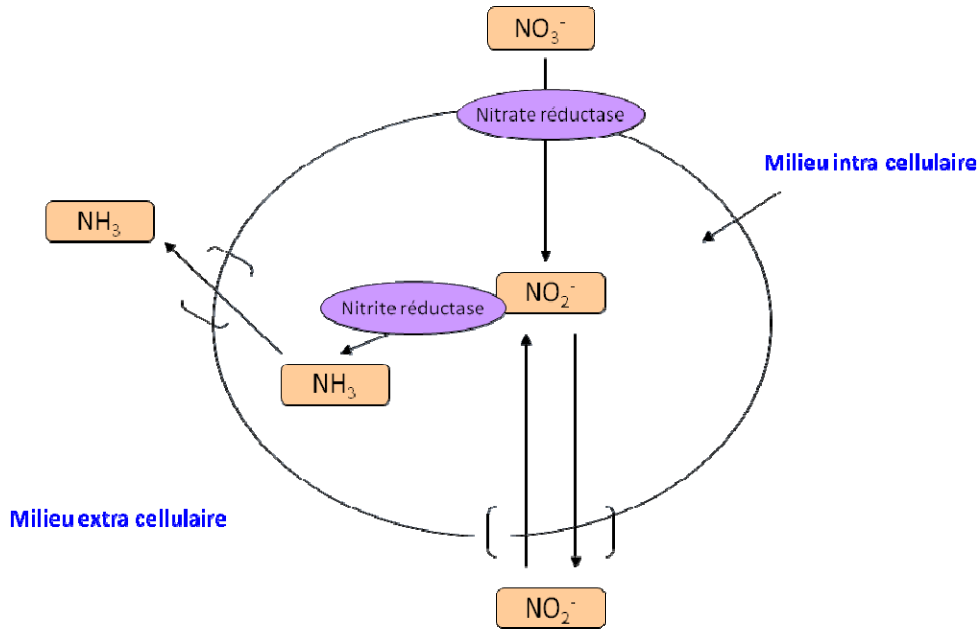 NO₃⁻
Nitrate réductase
Milieu intra cellulaire
NH₃
NO₂⁻
Nitrite réductase
NH₃
Milieu extra cellulaire
NO₂⁻